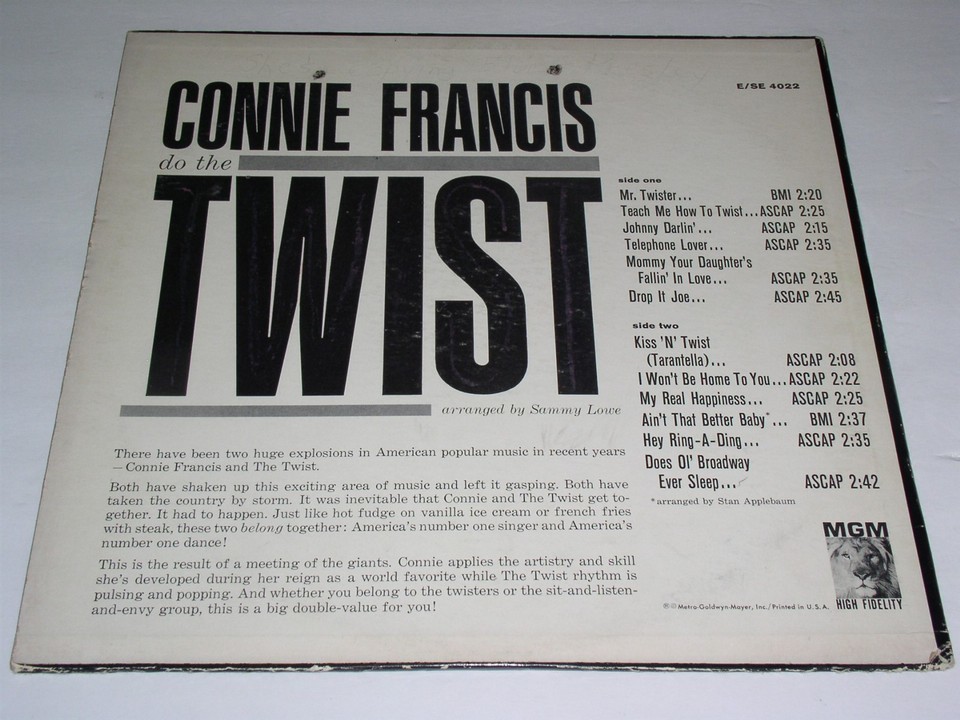 CONNIE FRANCIS
do the
TWIST
arranged by Sammy Lowe
There have been two huge explosions in American popular music in recent years
— Connie Francis and The Twist.
Both have shaken up this exciting area of music and left it gasping. Both have
taken the country by storm. It was inevitable that Connie and The Twist get to-
gether. It had to happen. Just like hot fudge on vanilla ice cream or french fries
with steak, these two belong together: America's number one singer and America's
number one dance!
This is the result of a meeting of the giants. Connie applies the artistry and skill
she's developed during her reign as a world favorite while The Twist rhythm is
pulsing and popping. And whether you belong to the twisters or the sit-and-listen-
and-envy group, this is a big double-value for you!
E/SE 4022
side one
Mr. Twister... BMI 2:20
Teach Me How To Twist... ASCAP 2:25
Johnny Darlin'... ASCAP 2:15
Telephone Lover... ASCAP 2:35
Mommy Your Daughter's
Fallin' In Love... ASCAP 2:35
Drop It Joe... ASCAP 2:45
side two
Kiss 'N' Twist
(Tarantella)... ASCAP 2:08
I Won't Be Home To You... ASCAP 2:22
My Real Happiness... ASCAP 2:25
Ain't That Better Baby*... BMI 2:37
Hey Ring-A-Ding... ASCAP 2:35
Does Ol' Broadway
Ever Sleep... ASCAP 2:42
*arranged by Stan Applebaum
MGM
HIGH FIDELITY
℗© Metro-Goldwyn-Mayer, Inc./Printed in U.S.A.